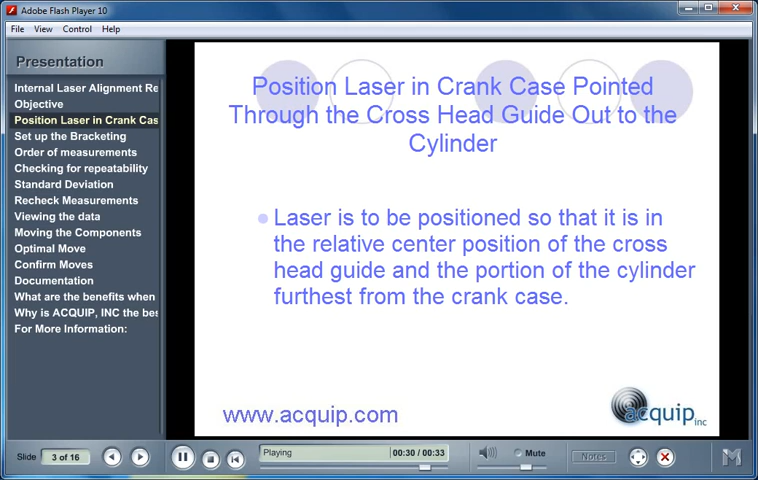 Adobe Flash Player 10
File View Control Help
Presentation
Internal Laser Alignment Re
Objective
Position Laser in Crank Cas
Set up the Bracketing
Order of measurements
Checking for repeatability
Standard Deviation
Recheck Measurements
Viewing the data
Moving the Components
Optimal Move
Confirm Moves
Documentation
What are the benefits when
Why is ACQUIP, INC the bes
For More Information:
Position Laser in Crank Case Pointed
Through the Cross Head Guide Out to the
Cylinder
Laser is to be positioned so that it is in
the relative center position of the cross
head guide and the portion of the cylinder
furthest from the crank case.
www.acquip.com
acquip inc
Slide 3 of 16
Playing 00:30 / 00:33
Mute
Notes